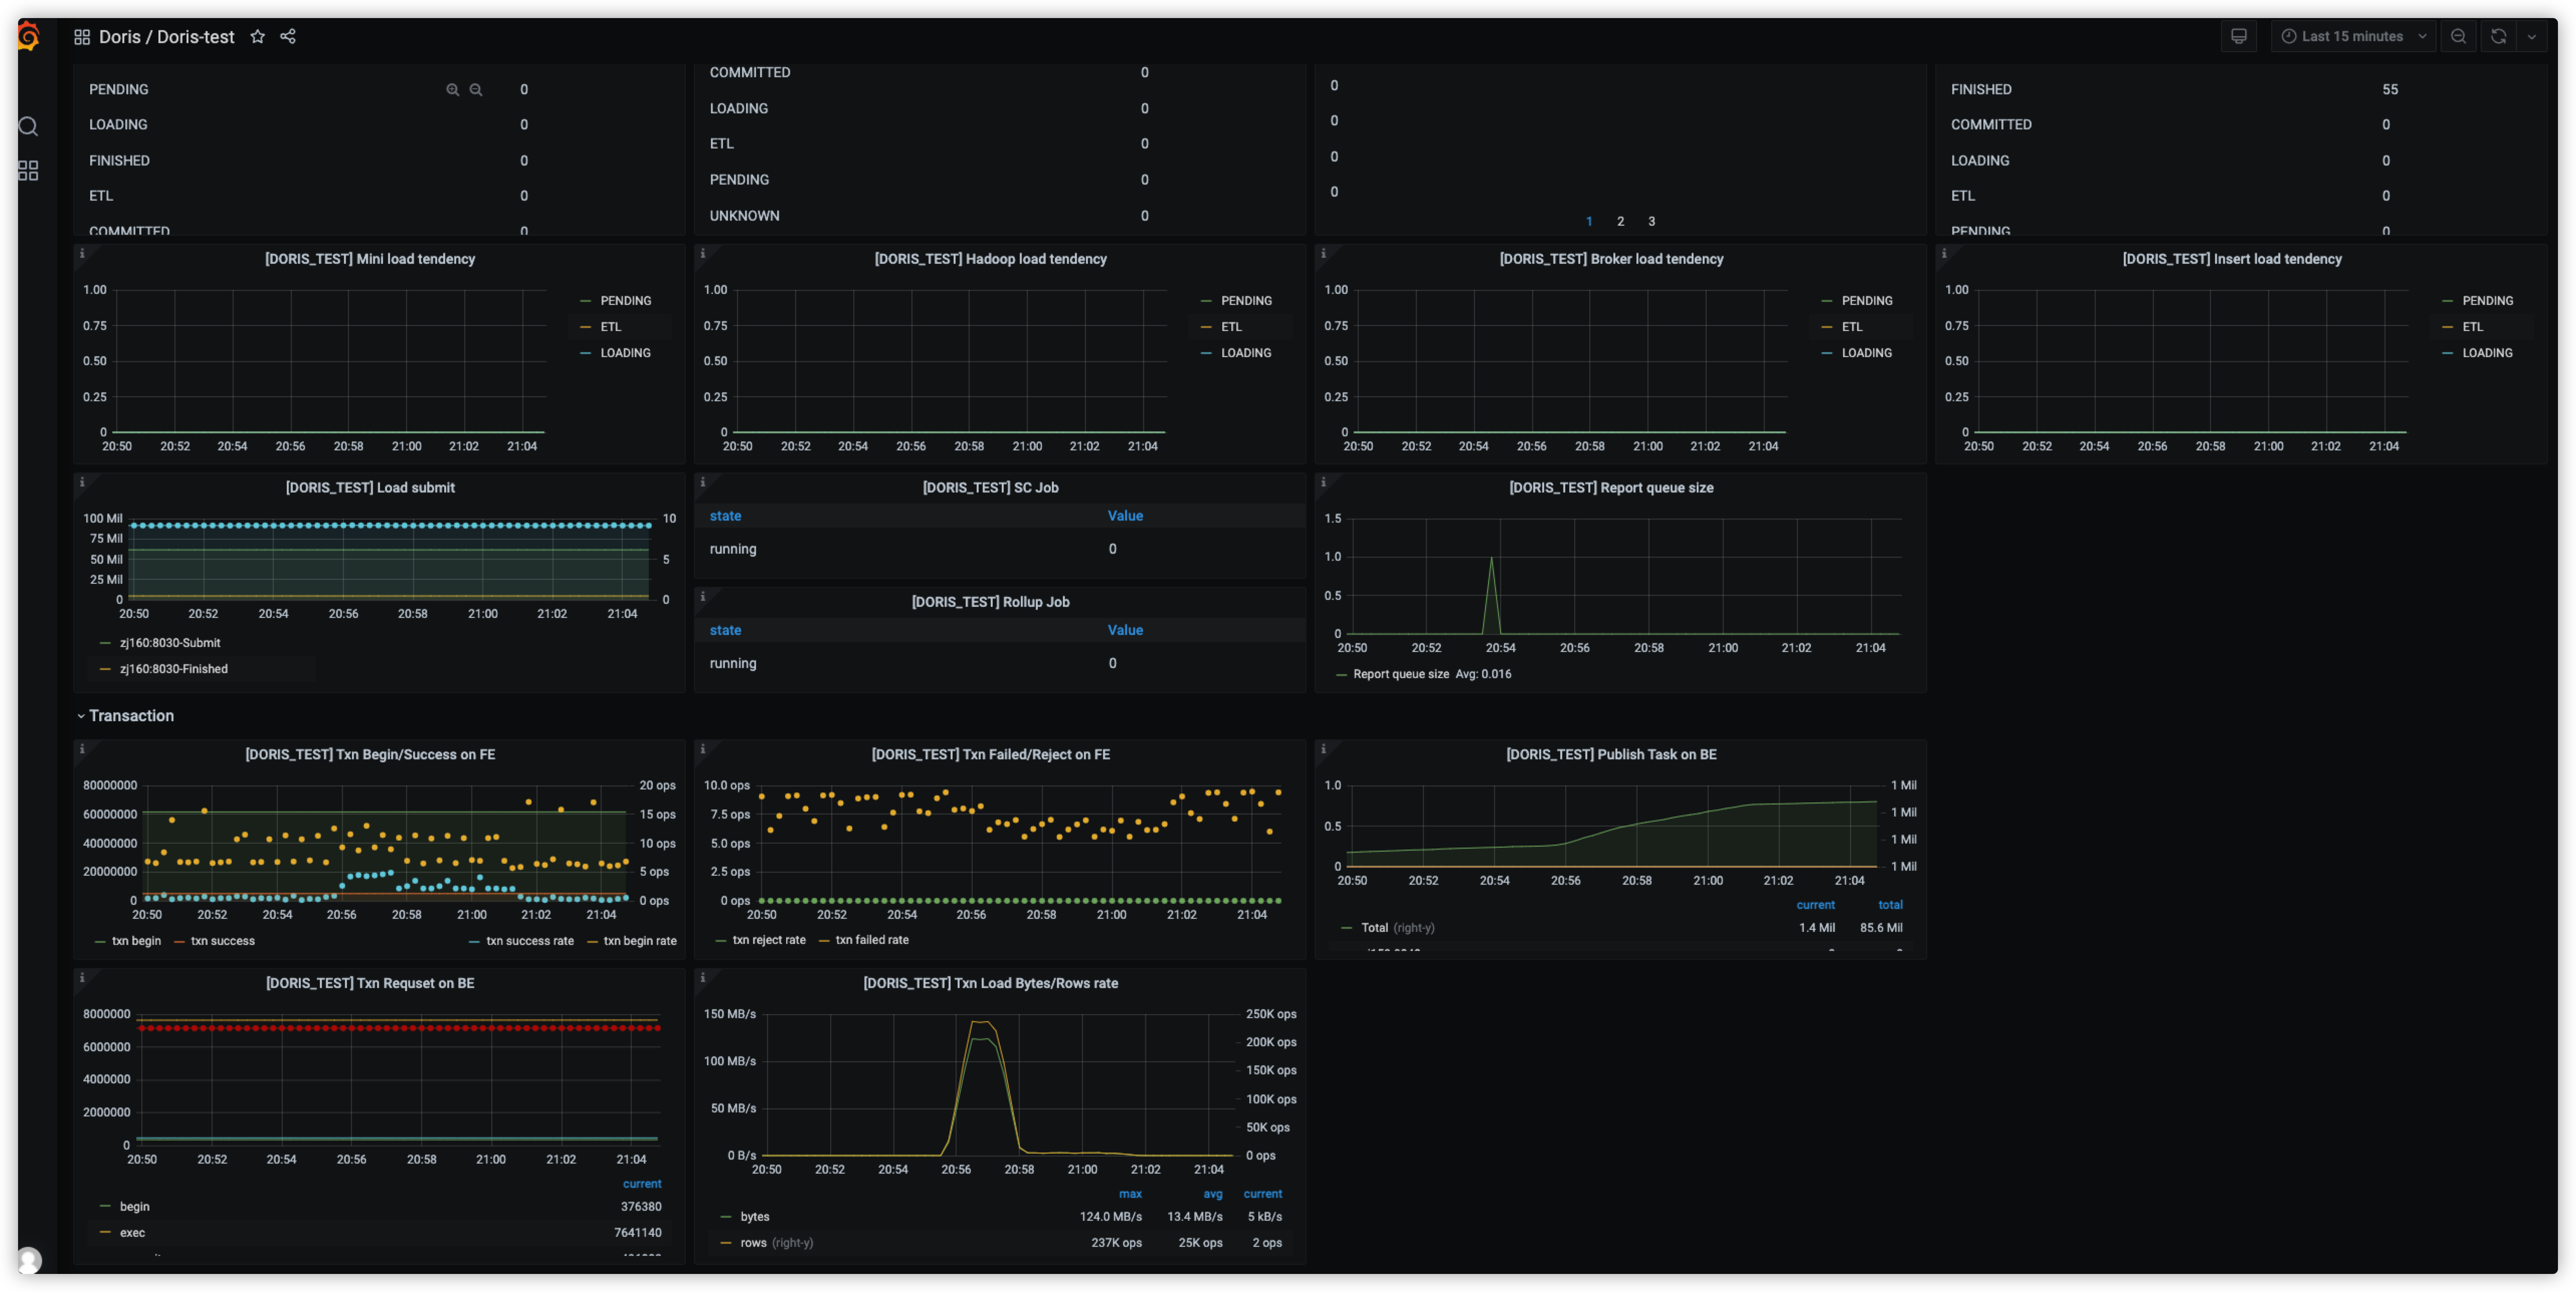 Doris / Doris-test
Last 15 minutes
PENDING 0
LOADING 0
FINISHED 0
ETL 0
COMMITTED 0
COMMITTED 0
LOADING 0
ETL 0
PENDING 0
UNKNOWN 0
0
0
0
0
1 2 3
FINISHED 55
COMMITTED 0
LOADING 0
ETL 0
PENDING 0
[DORIS_TEST] Mini load tendency
1.00
0.75
0.50
0.25
0
20:50 20:52 20:54 20:56 20:58 21:00 21:02 21:04
PENDING
ETL
LOADING
[DORIS_TEST] Hadoop load tendency
1.00
0.75
0.50
0.25
0
20:50 20:52 20:54 20:56 20:58 21:00 21:02 21:04
PENDING
ETL
LOADING
[DORIS_TEST] Broker load tendency
1.00
0.75
0.50
0.25
0
20:50 20:52 20:54 20:56 20:58 21:00 21:02 21:04
PENDING
ETL
LOADING
[DORIS_TEST] Insert load tendency
1.00
0.75
0.50
0.25
0
20:50 20:52 20:54 20:56 20:58 21:00 21:02 21:04
PENDING
ETL
LOADING
[DORIS_TEST] Load submit
100 Mil 10
75 Mil
50 Mil 5
25 Mil
0 0
20:50 20:52 20:54 20:56 20:58 21:00 21:02 21:04
zj160:8030-Submit
zj160:8030-Finished
[DORIS_TEST] SC Job
state Value
running 0
[DORIS_TEST] Rollup Job
state Value
running 0
[DORIS_TEST] Report queue size
1.5
1.0
0.5
0
20:50 20:52 20:54 20:56 20:58 21:00 21:02 21:04
Report queue size Avg: 0.016
Transaction
[DORIS_TEST] Txn Begin/Success on FE
80000000 20 ops
60000000 15 ops
40000000 10 ops
20000000 5 ops
0 0 ops
20:50 20:52 20:54 20:56 20:58 21:00 21:02 21:04
txn begin txn success txn success rate txn begin rate
[DORIS_TEST] Txn Failed/Reject on FE
10.0 ops
7.5 ops
5.0 ops
2.5 ops
0 ops
20:50 20:52 20:54 20:56 20:58 21:00 21:02 21:04
txn reject rate txn failed rate
[DORIS_TEST] Publish Task on BE
1.0 1 Mil
1 Mil
0.5 1 Mil
0 1 Mil
20:50 20:52 20:54 20:56 20:58 21:00 21:02 21:04
current total
Total (right-y) 1.4 Mil 85.6 Mil
[DORIS_TEST] Txn Requset on BE
8000000
6000000
4000000
2000000
0
20:50 20:52 20:54 20:56 20:58 21:00 21:02 21:04
current
begin 376380
exec 7641140
[DORIS_TEST] Txn Load Bytes/Rows rate
150 MB/s 250K ops
200K ops
100 MB/s 150K ops
100K ops
50 MB/s 50K ops
0 B/s 0 ops
20:50 20:52 20:54 20:56 20:58 21:00 21:02 21:04
max avg current
bytes 124.0 MB/s 13.4 MB/s 5 kB/s
rows (right-y) 237K ops 25K ops 2 ops